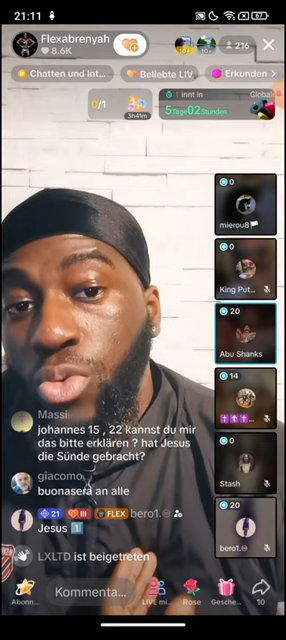 21:11
67
Flexabrenyah
8.6K
10+
216
Chatten und Int...
Beliebte LIV
Erkunden
0/1
3h41m
innt in
Global
5Tage02Stunden
0
mierou8
0
King Put...
20
Abu Shanks
14
✝✝✝...
0
Stash
20
bero1.♾
Massi
johannes 15 , 22 kannst du mir
das bitte erklären ? hat Jesus
die Sünde gebracht?
giacomo
buonasera an alle
21 III FLEX bero1.♾
Jesus 1
LXLTD ist beigetreten
Abonn...
Kommenta...
LIVE mi...
Rose
Gesche...
10